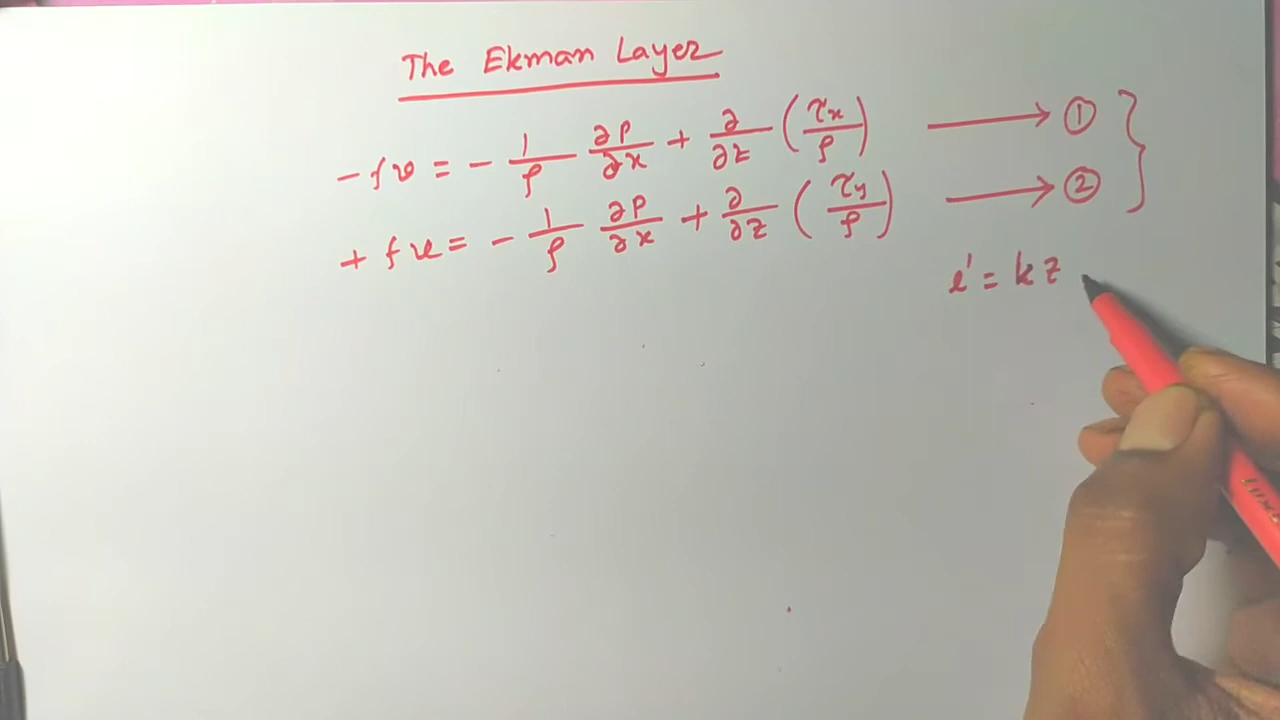 The Ekman Layer
-fv = - 1/ρ ∂P/∂x + ∂/∂z (τx/ρ) ⟶ ①
+fu = - 1/ρ ∂P/∂x + ∂/∂z (τy/ρ) ⟶ ② }
l' = kz